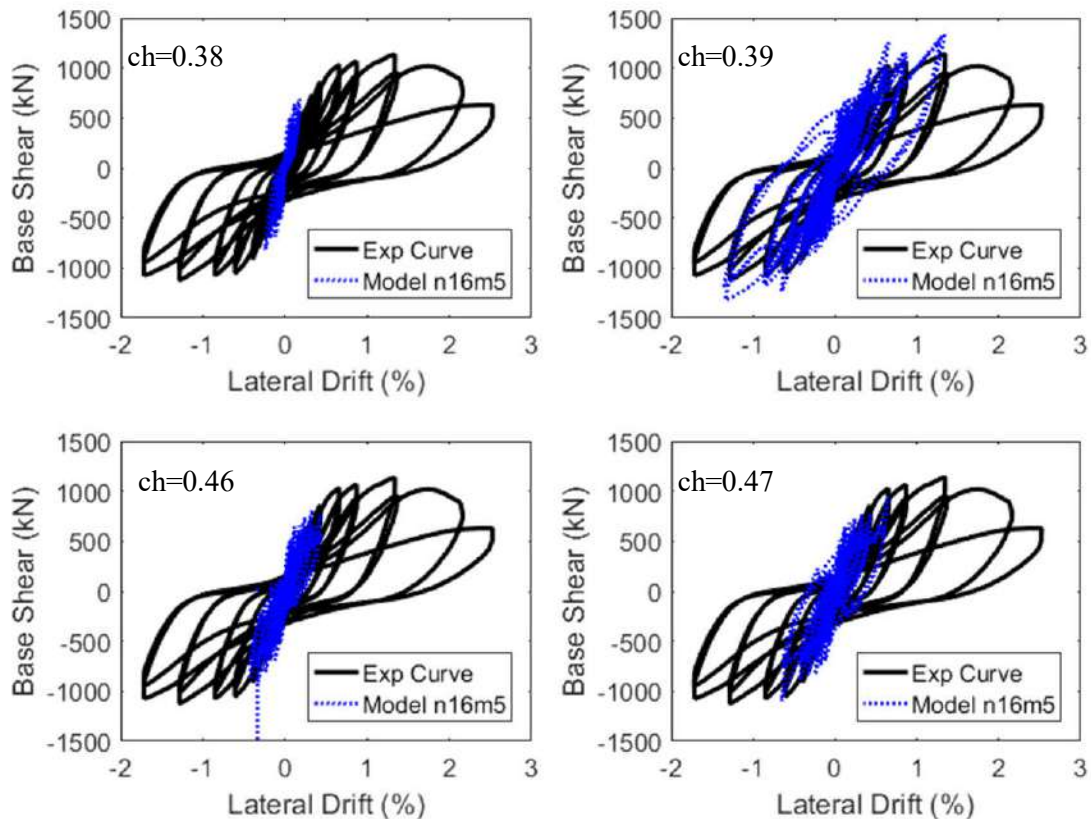 ch=0.38
1500
1000
500
0
-500
-1000
-1500
Base Shear (kN)
Exp Curve
Model n16m5
-2 -1 0 1 2 3
Lateral Drift (%)
ch=0.39
1500
1000
500
0
-500
-1000
-1500
Base Shear (kN)
Exp Curve
Model n16m5
-2 -1 0 1 2 3
Lateral Drift (%)
ch=0.46
1500
1000
500
0
-500
-1000
-1500
Base Shear (kN)
Exp Curve
Model n16m5
-2 -1 0 1 2 3
Lateral Drift (%)
ch=0.47
1500
1000
500
0
-500
-1000
-1500
Base Shear (kN)
Exp Curve
Model n16m5
-2 -1 0 1 2 3
Lateral Drift (%)